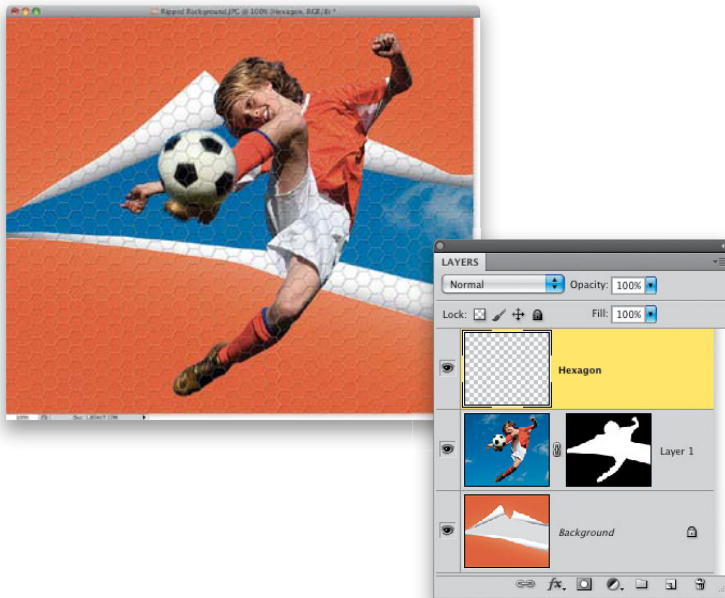 Ripped Background.JPG @ 100% (Hexagon, RGB/8) *
100%
LAYERS
Normal
Opacity: 100%
Lock:
Fill: 100%
Hexagon
Layer 1
Background
fx.